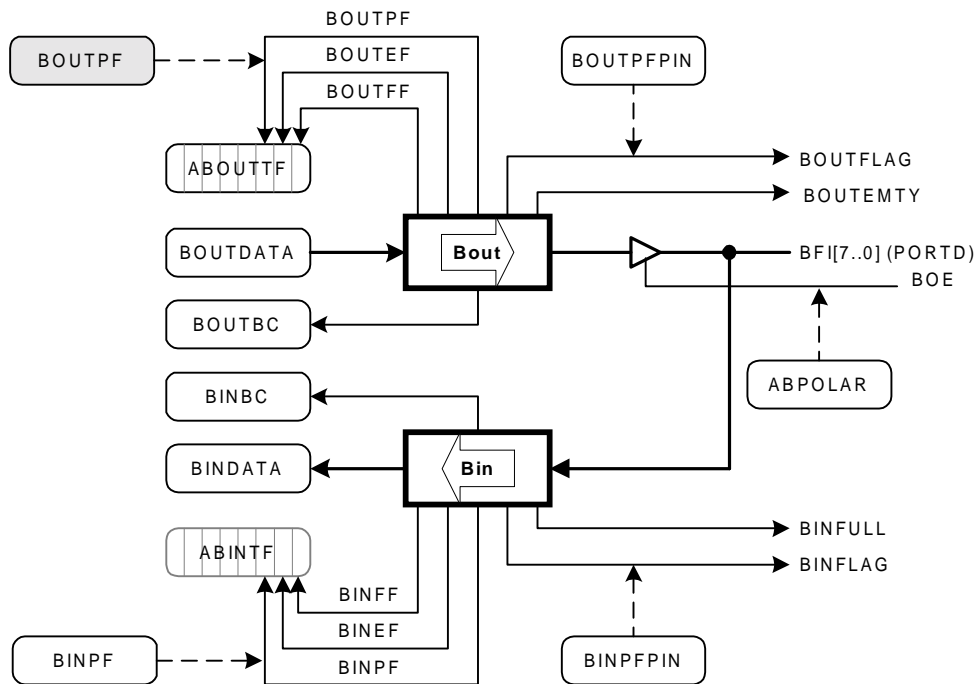 BOUTPF
BOUTPF
BOUTEF
BOUTFF
BOUTPFPIN
ABOUTTF
BOUTFLAG
BOUTEMTY
BOUTDATA
Bout
BFI[7..0] (PORTD)
BOE
BOUTBC
ABPOLAR
BINBC
BINDATA
Bin
BINFULL
ABINTF
BINFLAG
BINFF
BINEF
BINPF
BINPF
BINPFPIN